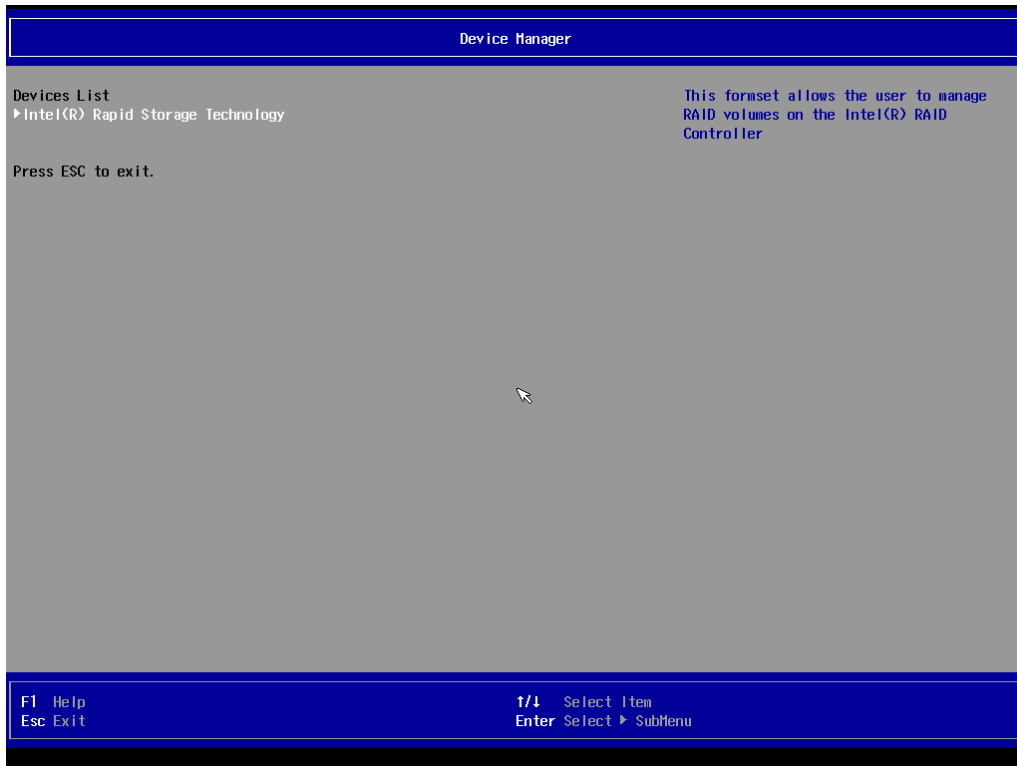 Device Manager
Devices List
▶Intel(R) Rapid Storage Technology
Press ESC to exit.
This formset allows the user to manage
RAID volumes on the Intel(R) RAID
Controller
F1 Help
Esc Exit
↑/↓ Select Item
Enter Select ▶ SubMenu